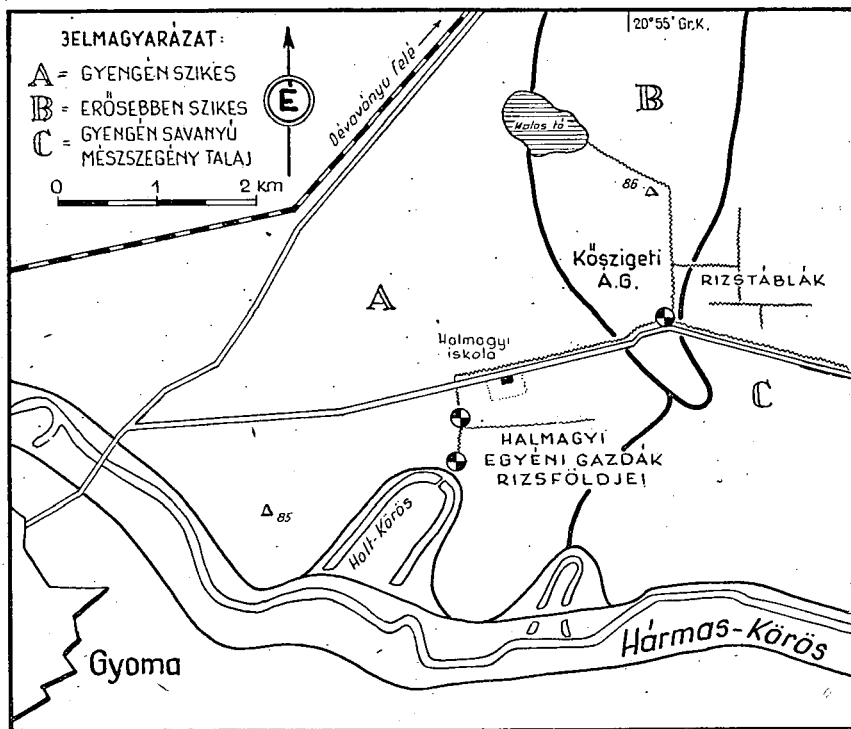 JELMAGYARÁZAT:
A = GYENGÉN SZIKES
B = ERŐSEBBEN SZIKES
C = GYENGÉN SAVANYÚ
MÉSZSZEGÉNY TALAJ
0 1 2 km
É
Dévaványa felé
20°55' Gr.K.
B
Halas tó
86
Kőszigeti
Á.G.
RIZSTÁBLÁK
A
Halmagyi
iskola
C
HALMAGYI
EGYÉNI GAZDÁK
RIZSFÖLDJEI
85
Holt-Körös
Hármas-Körös
Gyoma